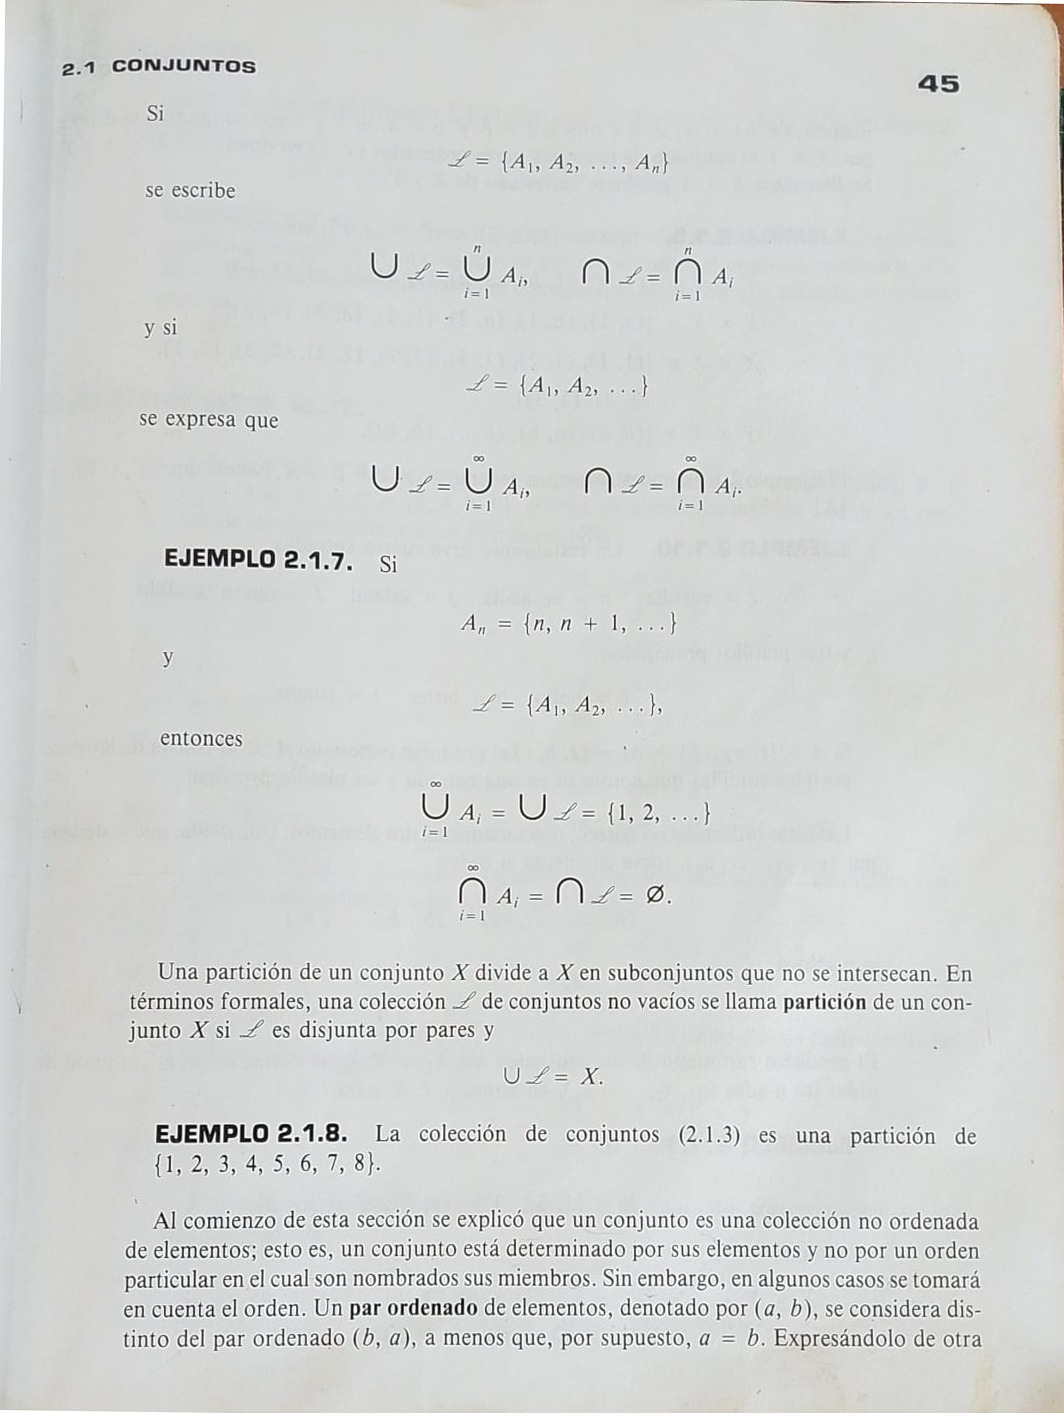 2.1 CONJUNTOS
45
Si
𝓛 = {A₁, A₂, . . ., Aₙ}
se escribe
∪ 𝓛 = ⋃ᵢ₌₁ⁿ Aᵢ, ∩ 𝓛 = ⋂ᵢ₌₁ⁿ Aᵢ
y si
𝓛 = {A₁, A₂, . . . }
se expresa que
∪ 𝓛 = ⋃_{i=1}^{∞} Aᵢ, ∩ 𝓛 = ⋂_{i=1}^{∞} Aᵢ.
EJEMPLO 2.1.7. Si
Aₙ = {n, n + 1, . . . }
y
𝓛 = {A₁, A₂, . . . },
entonces
⋃_{i=1}^{∞} Aᵢ = ∪ 𝓛 = {1, 2, . . . }
⋂_{i=1}^{∞} Aᵢ = ∩ 𝓛 = ∅.
Una partición de un conjunto X divide a X en subconjuntos que no se intersecan. En
términos formales, una colección 𝓛 de conjuntos no vacíos se llama partición de un con-
junto X si 𝓛 es disjunta por pares y
∪ 𝓛 = X.
EJEMPLO 2.1.8. La colección de conjuntos (2.1.3) es una partición de
{1, 2, 3, 4, 5, 6, 7, 8}.
Al comienzo de esta sección se explicó que un conjunto es una colección no ordenada
de elementos; esto es, un conjunto está determinado por sus elementos y no por un orden
particular en el cual son nombrados sus miembros. Sin embargo, en algunos casos se tomará
en cuenta el orden. Un par ordenado de elementos, denotado por (a, b), se considera dis-
tinto del par ordenado (b, a), a menos que, por supuesto, a = b. Expresándolo de otra